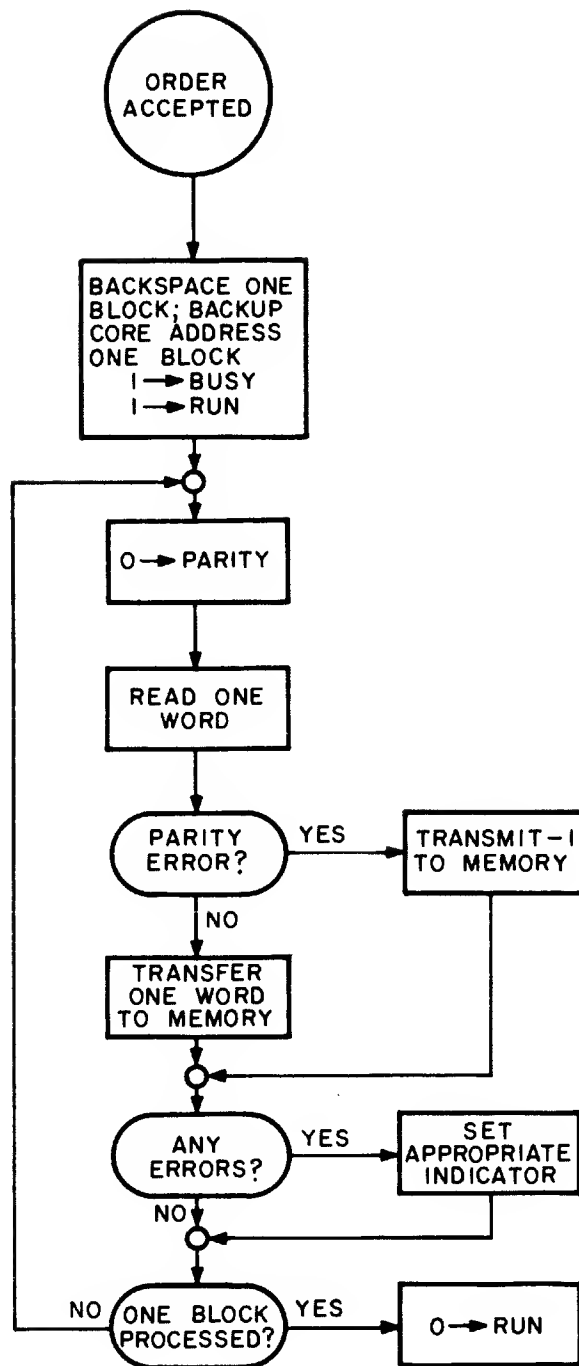 ORDER
ACCEPTED
BACKSPACE ONE
BLOCK; BACKUP
CORE ADDRESS
ONE BLOCK
1→BUSY
1→RUN
0→PARITY
READ ONE
WORD
PARITY
ERROR?
YES
TRANSMIT-1
TO MEMORY
NO
TRANSFER
ONE WORD
TO MEMORY
ANY
ERRORS?
YES
SET
APPROPRIATE
INDICATOR
NO
NO
ONE BLOCK
PROCESSED?
YES
0→RUN